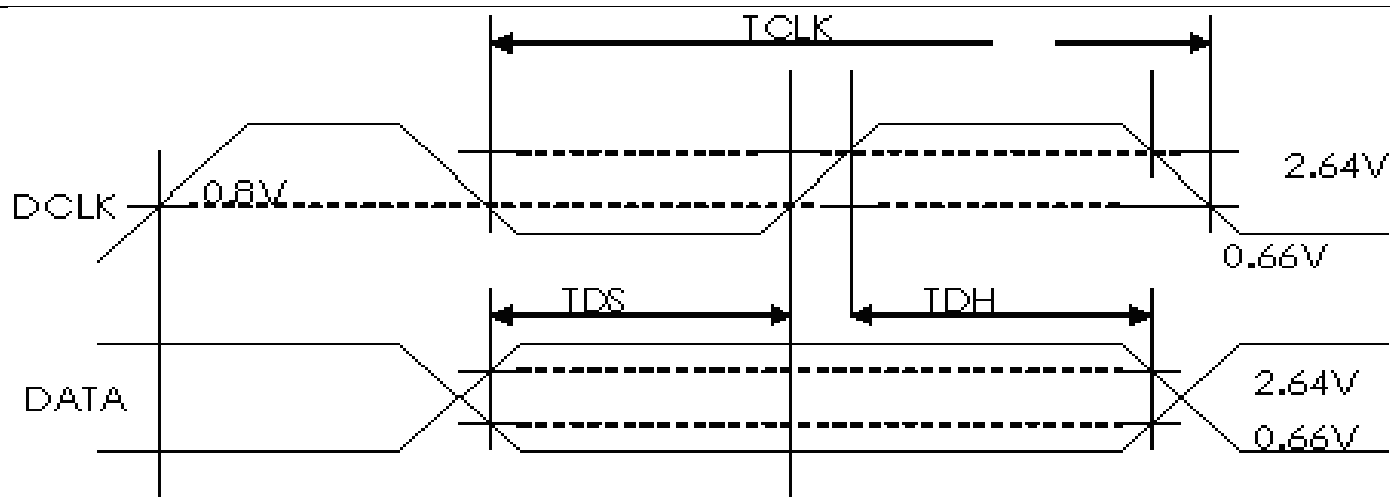 TCLK
2.64V
0.8V
DCLK
0.66V
TDS
TDH
2.64V
DATA
0.66V